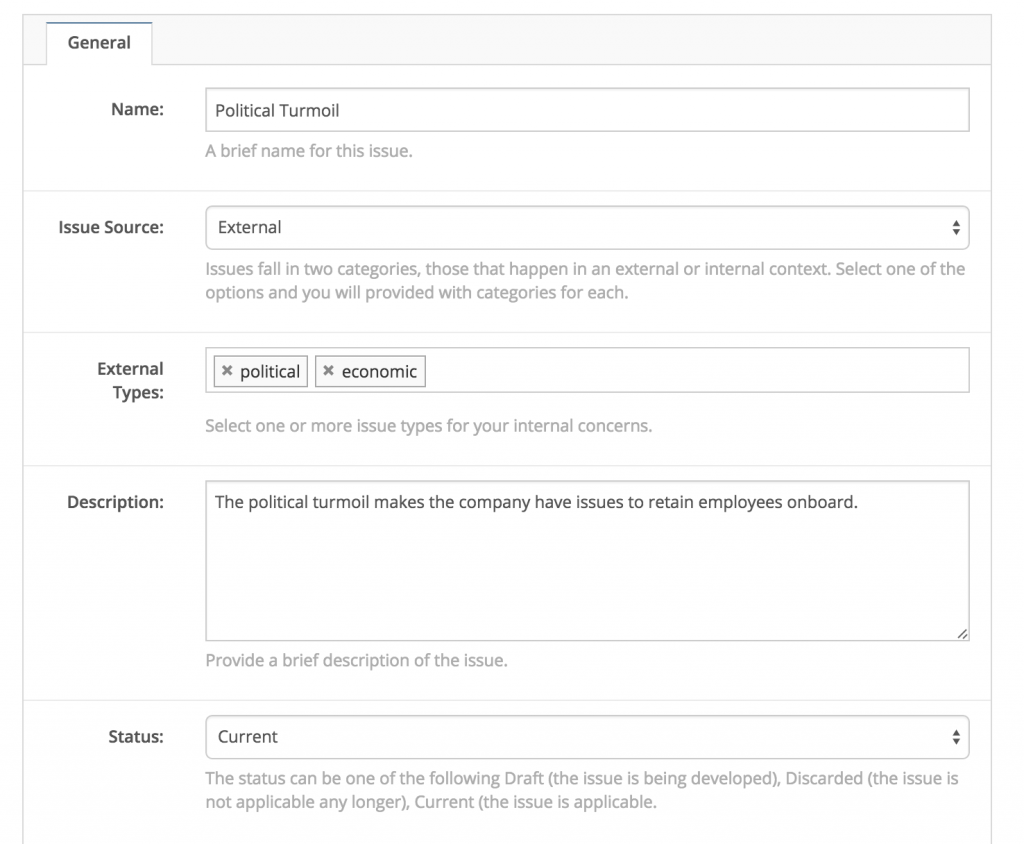 General
Name:
Political Turmoil
A brief name for this issue.
Issue Source:
External
Issues fall in two categories, those that happen in an external or internal context. Select one of the
options and you will provided with categories for each.
External
Types:
× political × economic
Select one or more issue types for your internal concerns.
Description:
The political turmoil makes the company have issues to retain employees onboard.
Provide a brief description of the issue.
Status:
Current
The status can be one of the following Draft (the issue is being developed), Discarded (the issue is
not applicable any longer), Current (the issue is applicable.